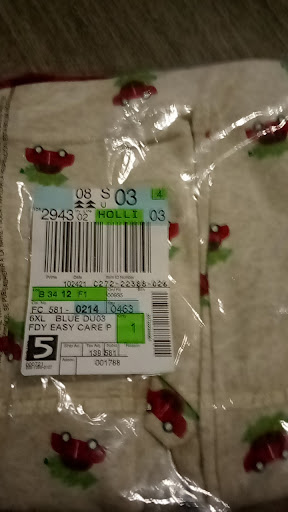 08 S 03 4
U
2943 02 HOLLI 03
102421 C272-22388-026
B 34 12 F1
FC 581- 0214 0463
6XL BLUE DU03
FDY EASY CARE P 1
5
138 581
001788